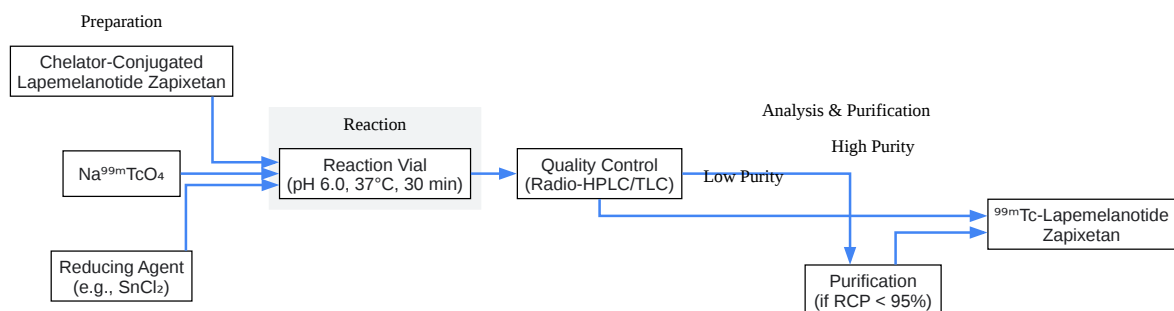 Preparation
Chelator-Conjugated
Lapemelanotide Zapixetan
Na⁹⁹ᵐTcO₄
Reducing Agent
(e.g., SnCl₂)
Reaction
Reaction Vial
(pH 6.0, 37°C, 30 min)
Quality Control
(Radio-HPLC/TLC)
Analysis & Purification
High Purity
Low Purity
Purification
(if RCP < 95%)
⁹⁹ᵐTc-Lapemelanotide
Zapixetan